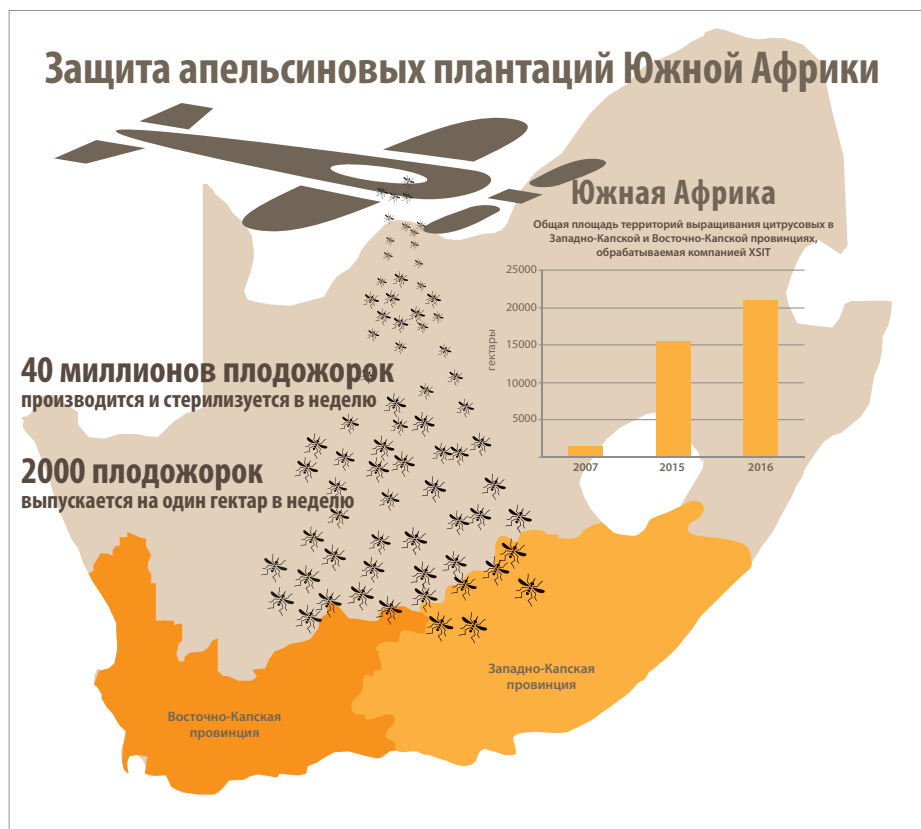 Защита апельсиновых плантаций Южной Африки
Южная Африка
Общая площадь территорий выращивания цитрусовых в
Западно-Капской и Восточно-Капской провинциях,
обрабатываемая компанией XSIT
25000
20000
15000
10000
5000
гектары
2007
2015
2016
40 миллионов плодожорок
производится и стерилизуется в неделю
2000 плодожорок
выпускается на один гектар в неделю
Западно-Капская
провинция
Восточно-Капская
провинция